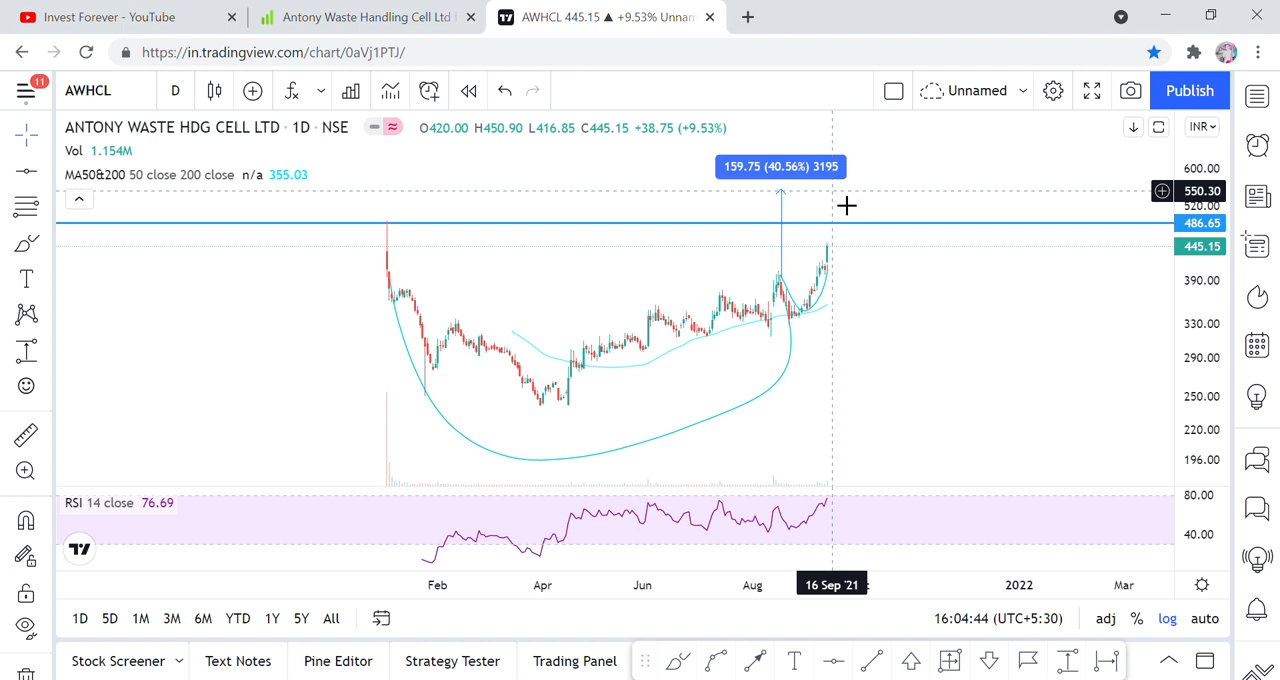 Invest Forever - YouTube
Antony Waste Handling Cell Ltd
AWHCL 445.15 ▲ +9.53% Unnam
https://in.tradingview.com/chart/0aVj1PTJ/
11
AWHCL
D
Unnamed
Publish
ANTONY WASTE HDG CELL LTD · 1D · NSE
O420.00 H450.90 L416.85 C445.15 +38.75 (+9.53%)
INR
Vol 1.154M
MA50&200 50 close 200 close n/a 355.03
159.75 (40.56%) 3195
600.00
550.30
520.00
486.65
445.15
390.00
330.00
290.00
250.00
220.00
196.00
RSI 14 close 76.69
80.00
40.00
Feb
Apr
Jun
Aug
16 Sep '21
2022
Mar
1D
5D
1M
3M
6M
YTD
1Y
5Y
All
16:04:44 (UTC+5:30)
adj
%
log
auto
Stock Screener
Text Notes
Pine Editor
Strategy Tester
Trading Panel